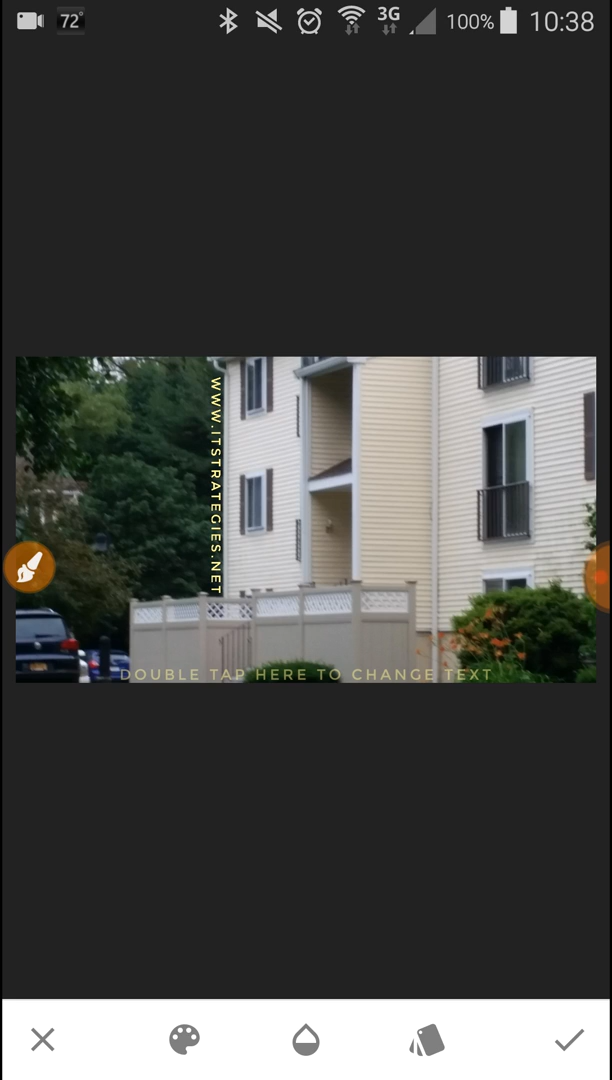 72°
3G
100%
10:38
WWW.ITSTRATEGIES.NET
DOUBLE TAP HERE TO CHANGE TEXT